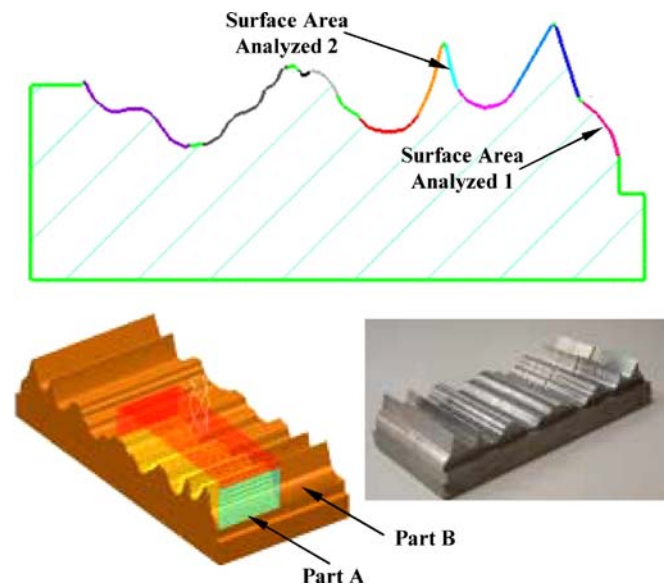 Surface Area
Analyzed 2
Surface Area
Analyzed 1
Part B
Part A